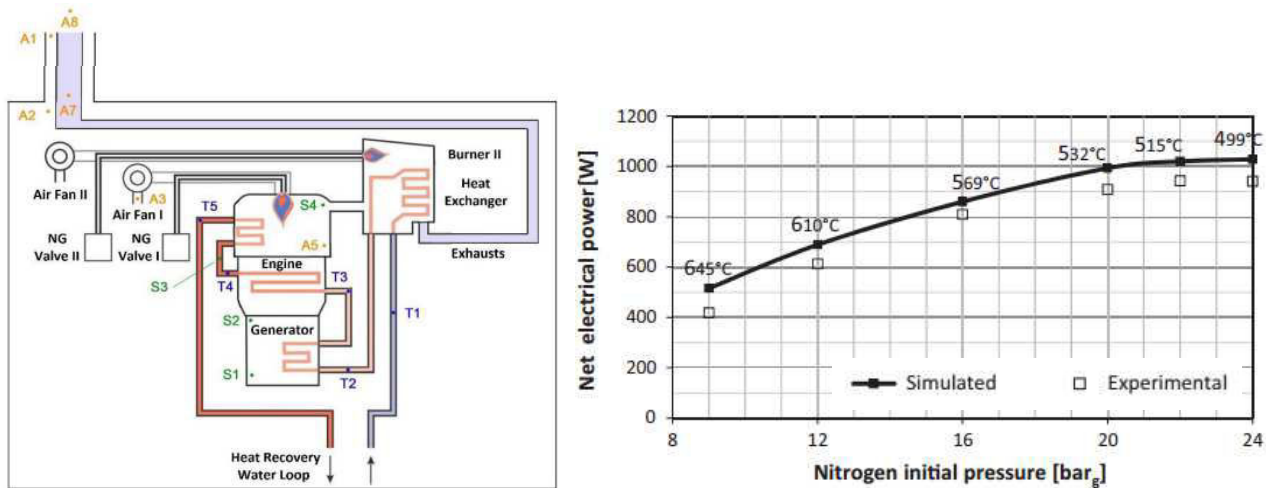 A8
A1
A2
A7
Burner II
Air Fan II
Heat
Exchanger
A3
Air Fan I
T5
S4
NG
Valve II
NG
Valve I
A5
Exhausts
Engine
S3
T4
T3
S2
T1
Generator
S1
T2
Heat Recovery
Water Loop
Net electrical power[W]
1200
1000
800
600
400
200
0
645°C
610°C
569°C
532°C
515°C
499°C
Simulated
Experimental
8
12
16
20
24
Nitrogen initial pressure [barg]